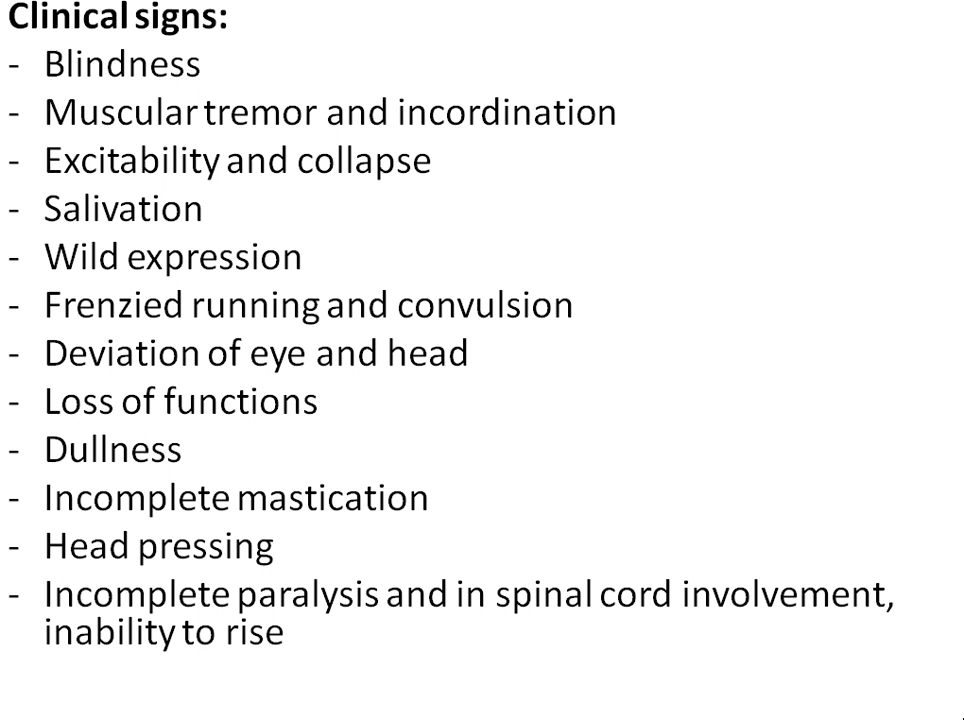 Clinical signs:
- Blindness
- Muscular tremor and incordination
- Excitability and collapse
- Salivation
- Wild expression
- Frenzied running and convulsion
- Deviation of eye and head
- Loss of functions
- Dullness
- Incomplete mastication
- Head pressing
- Incomplete paralysis and in spinal cord involvement,
inability to rise